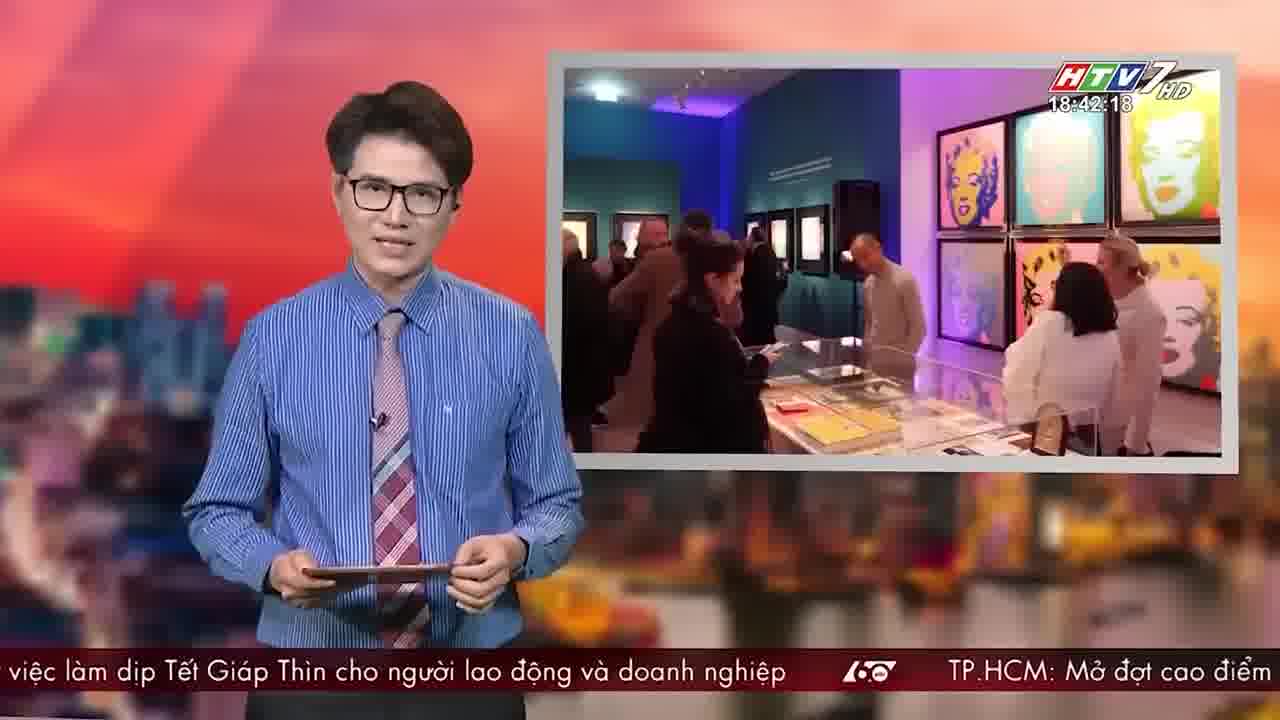 HTV7 HD
18:42:18
việc làm dịp Tết Giáp Thìn cho người lao động và doanh nghiệp
60
TP.HCM: Mở đợt cao điểm